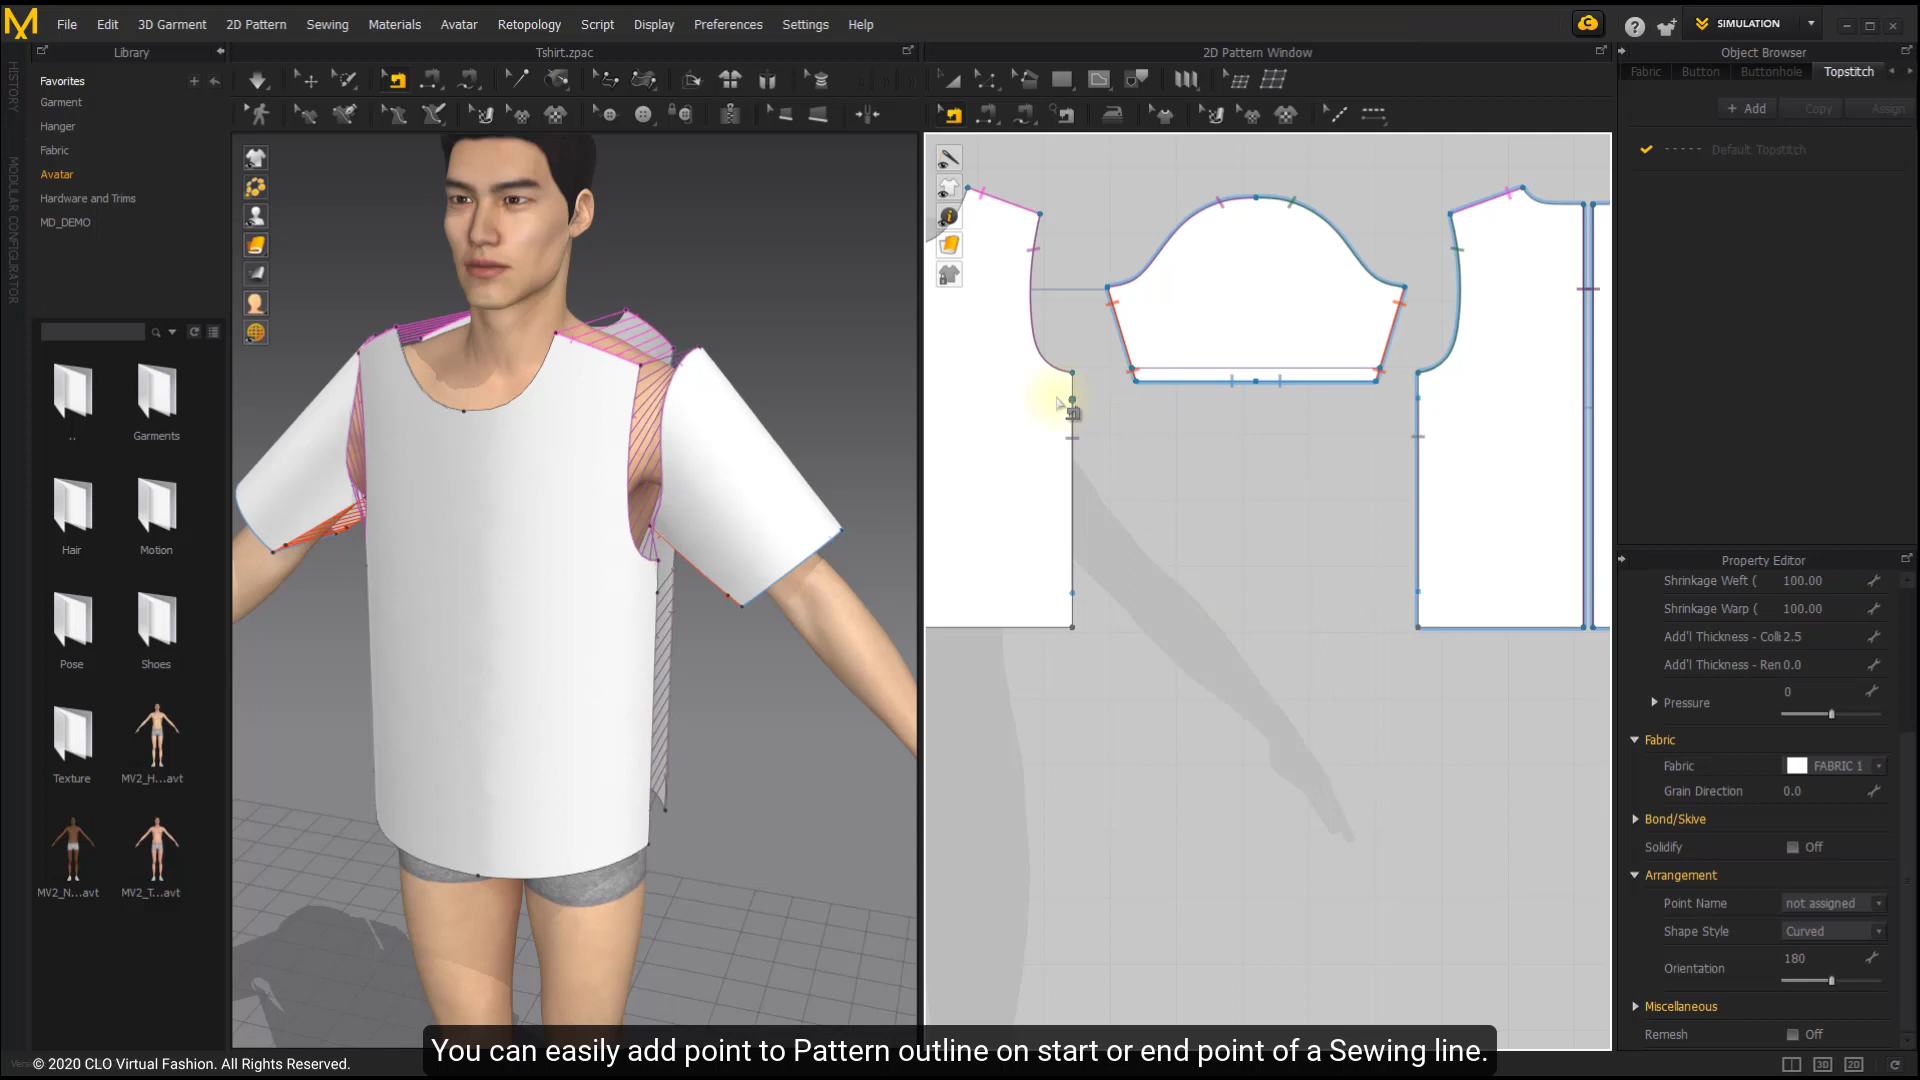 File Edit 3D Garment 2D Pattern Sewing Materials Avatar Retopology Script Display Preferences Settings Help
SIMULATION
Library
Tshirt.zpac
2D Pattern Window
Object Browser
HISTORY
MODULAR CONFIGURATOR
Favorites
Garment
Hanger
Fabric
Avatar
Hardware and Trims
MD_DEMO
Fabric Button Buttonhole Topstitch
+ Add Copy Assign
Default Topstitch
..
Garments
Hair
Motion
Pose
Shoes
Texture
MV2_H...avt
MV2_N...avt
MV2_T...avt
Property Editor
Shrinkage Weft ( 100.00
Shrinkage Warp ( 100.00
Add'l Thickness - Colli 2.5
Add'l Thickness - Ren 0.0
Pressure 0
Fabric
Fabric FABRIC 1
Grain Direction 0.0
Bond/Skive
Solidify Off
Arrangement
Point Name not assigned
Shape Style Curved
Orientation 180
Miscellaneous
Remesh Off
3D 2D
© 2020 CLO Virtual Fashion. All Rights Reserved.
You can easily add point to Pattern outline on start or end point of a Sewing line.